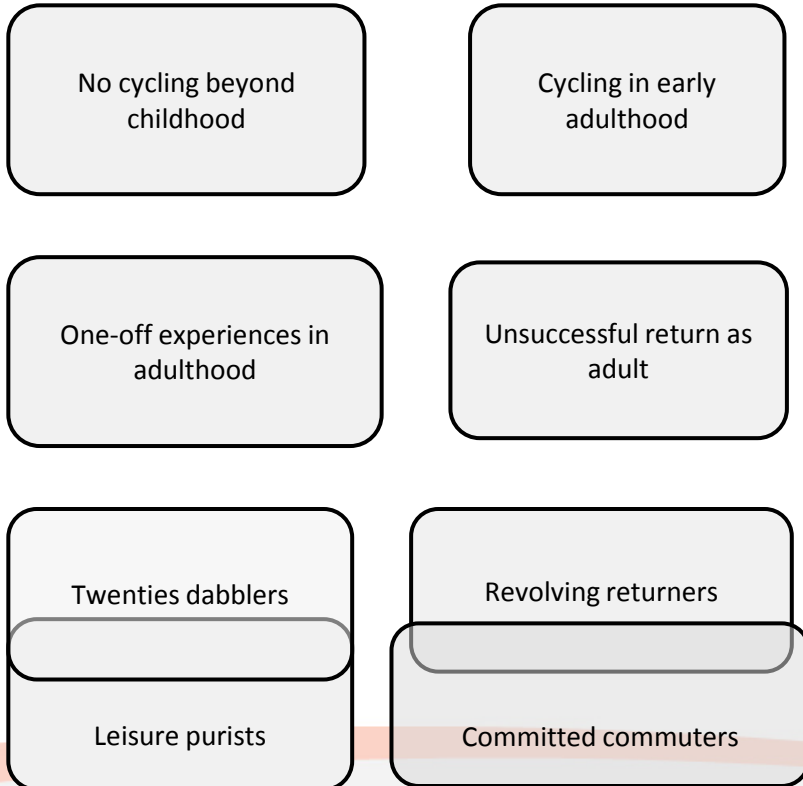 No cycling beyond
childhood
Cycling in early
adulthood
One-off experiences in
adulthood
Unsuccessful return as
adult
Twenties dabblers
Revolving returners
Leisure purists
Committed commuters